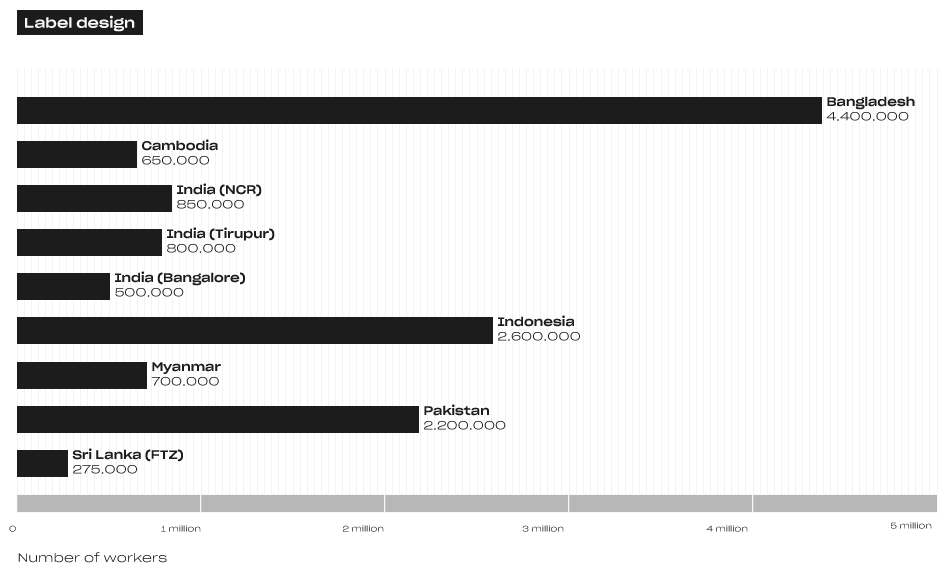 Label design
Bangladesh
4,400,000
Cambodia
650,000
India (NCR)
850,000
India (Tirupur)
800,000
India (Bangalore)
500,000
Indonesia
2,600,000
Myanmar
700,000
Pakistan
2,200,000
Sri Lanka (FTZ)
275,000
0 1 million 2 million 3 million 4 million 5 million
Number of workers